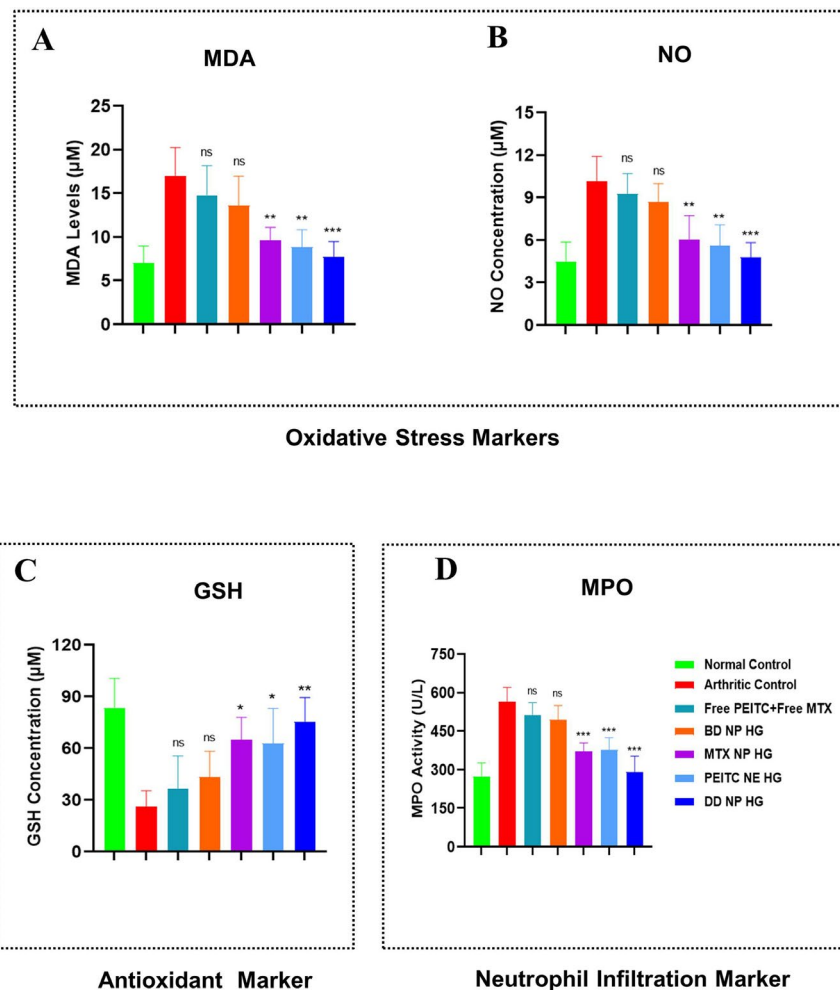 A
MDA
MDA Levels (µM)
25
20
15
10
5
0
ns
ns
**
**
***
B
NO
NO Concentration (µM)
15
12
9
6
3
0
ns
ns
**
**
***
Oxidative Stress Markers
C
GSH
GSH Concentration (µM)
120
90
60
30
0
ns
ns
*
*
**
Antioxidant Marker
D
MPO
MPO Activity (U/L)
750
600
450
300
150
0
ns
ns
***
***
***
Normal Control
Arthritic Control
Free PEITC+Free MTX
BD NP HG
MTX NP HG
PEITC NE HG
DD NP HG
Neutrophil Infiltration Marker